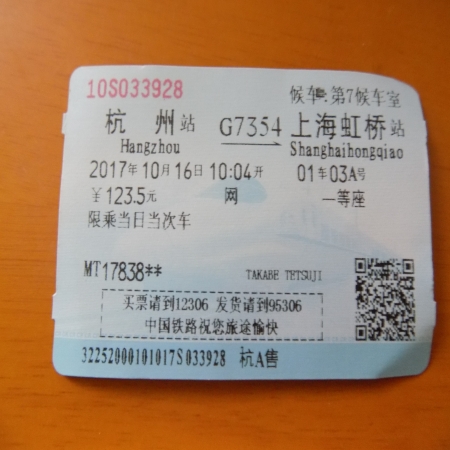 10S033928 候车:第7候车室
杭州站 G7354 上海虹桥站
Hangzhou Shanghaihongqiao
2017年10月16日10:04开 01车03A号
¥123.5元 网 一等座
限乘当日当次车
MT17838** TAKABE TETSUJI
买票请到12306 发货请到95306
中国铁路祝您旅途愉快
32252000101017S033928 杭A售